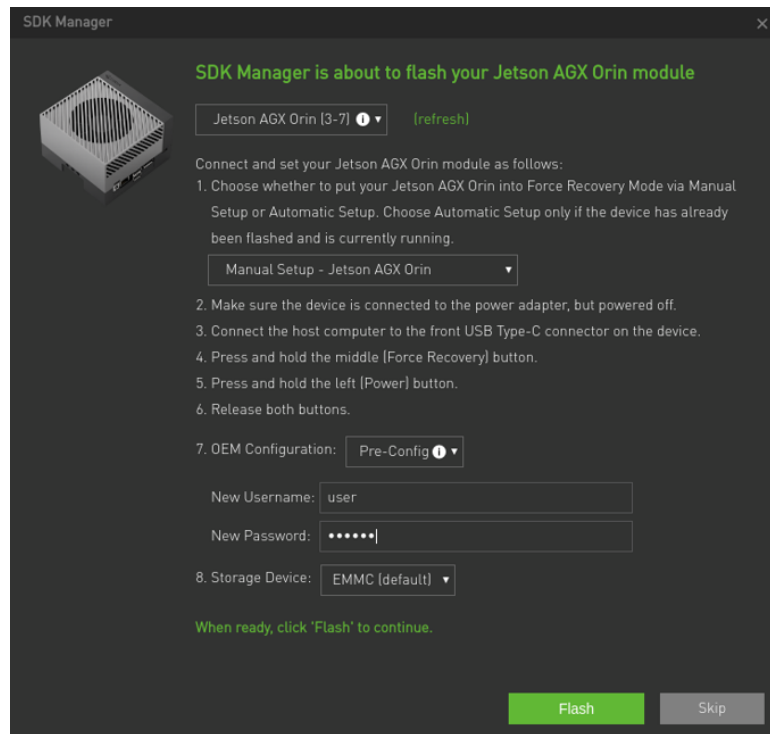 SDK Manager
SDK Manager is about to flash your Jetson AGX Orin module
Jetson AGX Orin [3-7]
(refresh)
Connect and set your Jetson AGX Orin module as follows:
1. Choose whether to put your Jetson AGX Orin into Force Recovery Mode via Manual
Setup or Automatic Setup. Choose Automatic Setup only if the device has already
been flashed and is currently running.
Manual Setup - Jetson AGX Orin
2. Make sure the device is connected to the power adapter, but powered off.
3. Connect the host computer to the front USB Type-C connector on the device.
4. Press and hold the middle (Force Recovery) button.
5. Press and hold the left (Power) button.
6. Release both buttons.
7. OEM Configuration: Pre-Config
New Username: user
New Password: ••••••
8. Storage Device: EMMC (default)
When ready, click 'Flash' to continue.
Flash Skip